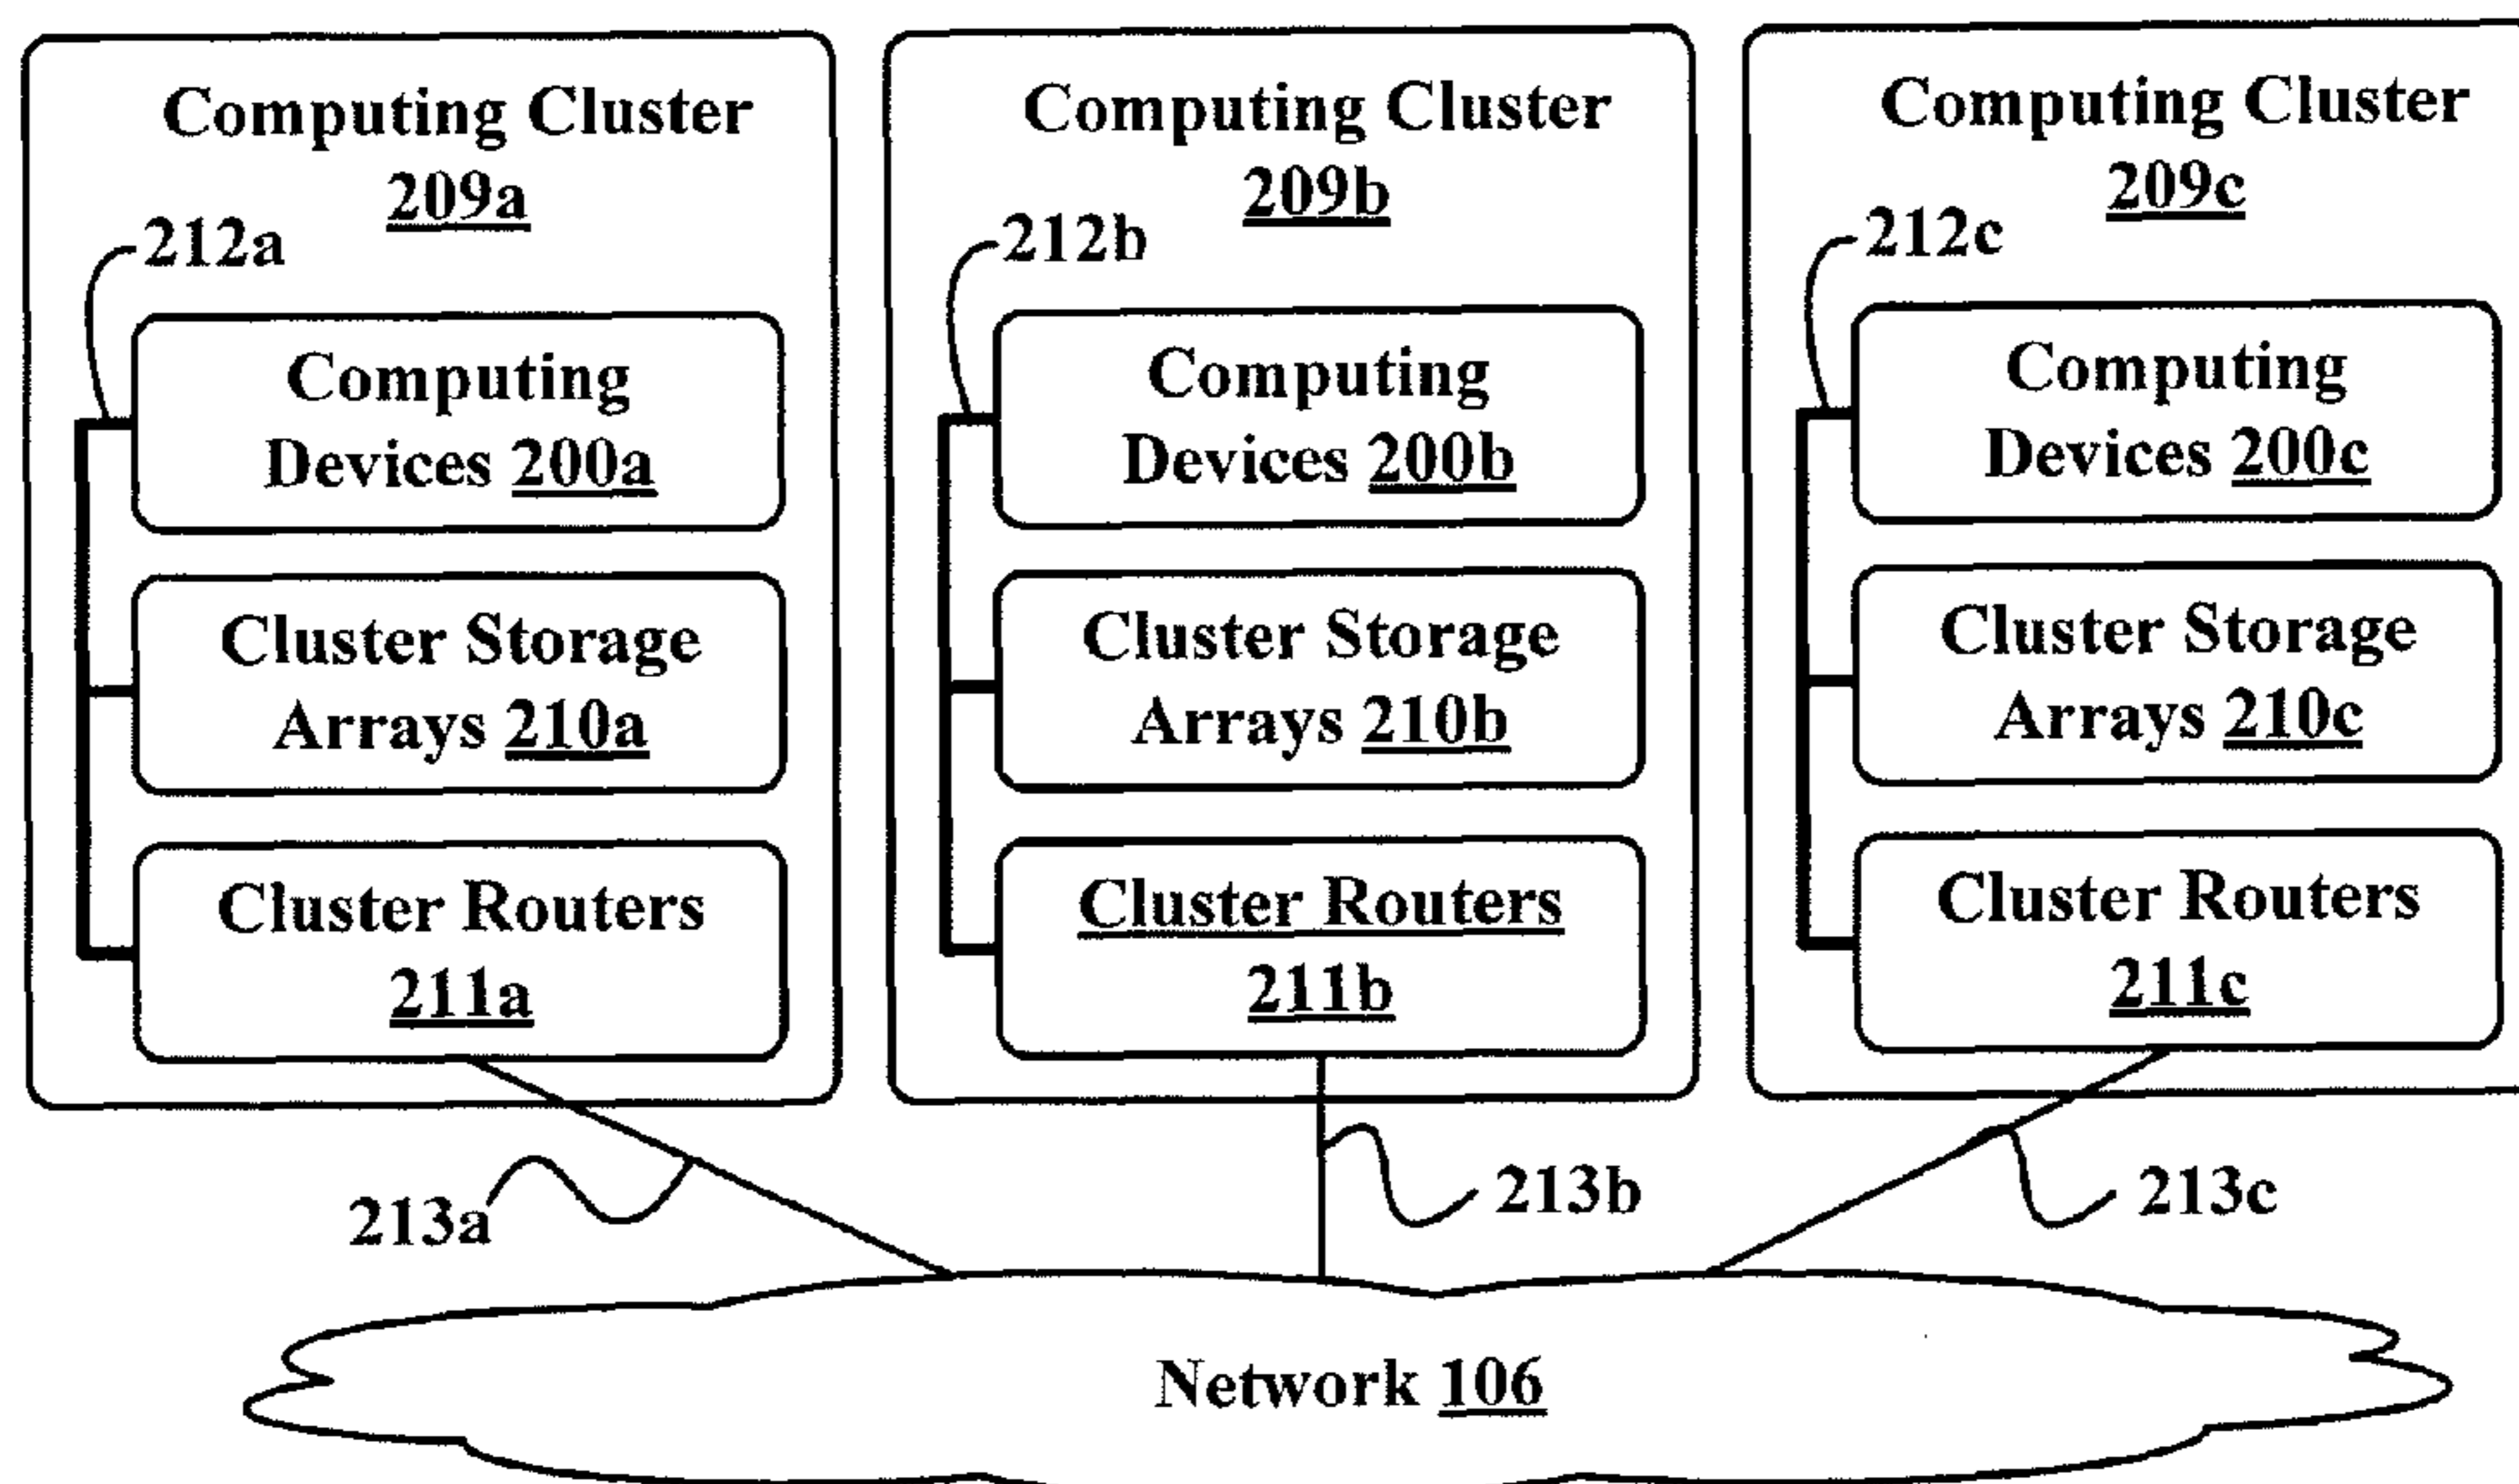 Computing Cluster
209a
212a
Computing
Devices 200a
Cluster Storage
Arrays 210a
Cluster Routers
211a
Computing Cluster
209b
212b
Computing
Devices 200b
Cluster Storage
Arrays 210b
Cluster Routers
211b
Computing Cluster
209c
212c
Computing
Devices 200c
Cluster Storage
Arrays 210c
Cluster Routers
211c
213a
213b
213c
Network 106